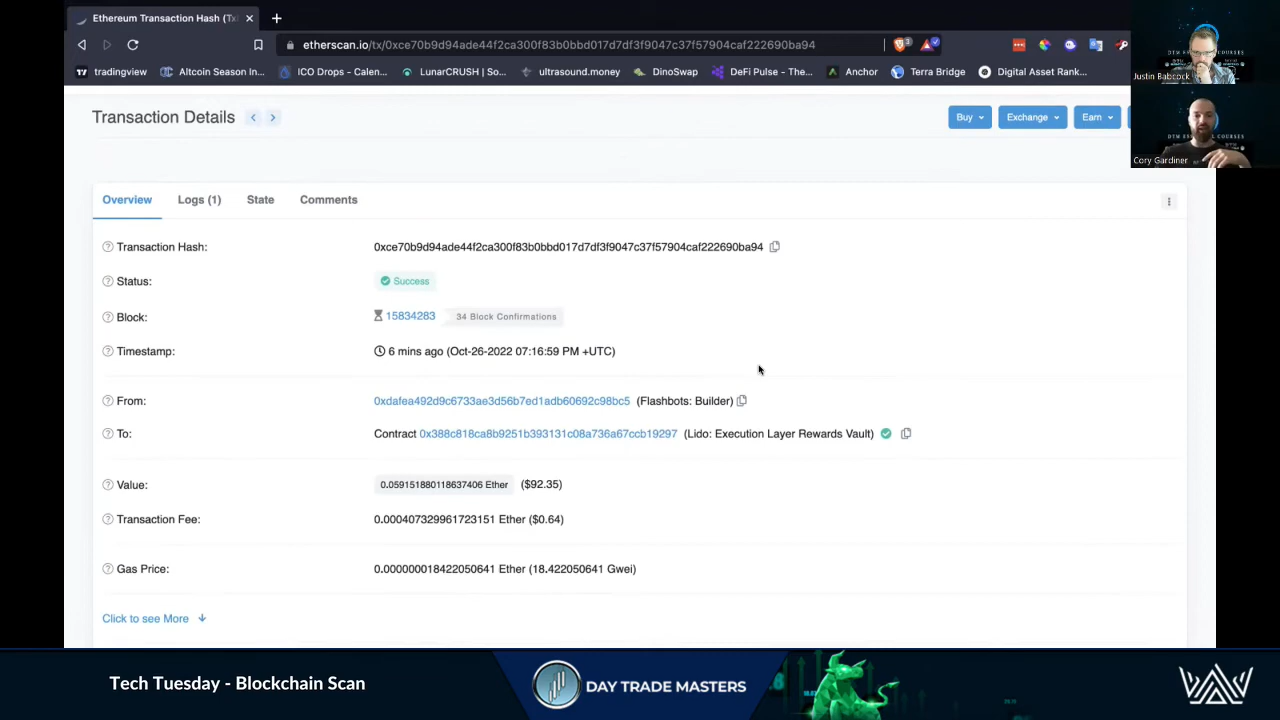 Ethereum Transaction Hash (Tx
etherscan.io/tx/0xce70b9d94ade44f2ca300f83b0bbd017d7df3f9047c37f57904caf222690ba94
3
tradingview
Altcoin Season In...
ICO Drops - Calen...
LunarCRUSH | So...
ultrasound.money
DinoSwap
DeFi Pulse - The...
Anchor
Terra Bridge
Digital Asset Rank...
Justin Babcock
Cory Gardiner
Transaction Details
Buy
Exchange
Earn
Overview
Logs (1)
State
Comments
Transaction Hash:
0xce70b9d94ade44f2ca300f83b0bbd017d7df3f9047c37f57904caf222690ba94
Status:
Success
Block:
15834283
34 Block Confirmations
Timestamp:
6 mins ago (Oct-26-2022 07:16:59 PM +UTC)
From:
0xdafea492d9c6733ae3d56b7ed1adb60692c98bc5 (Flashbots: Builder)
To:
Contract 0x388c818ca8b9251b393131c08a736a67ccb19297 (Lido: Execution Layer Rewards Vault)
Value:
0.059151880118637406 Ether ($92.35)
Transaction Fee:
0.000407329961723151 Ether ($0.64)
Gas Price:
0.000000018422050641 Ether (18.422050641 Gwei)
Click to see More
Tech Tuesday - Blockchain Scan
DAY TRADE MASTERS